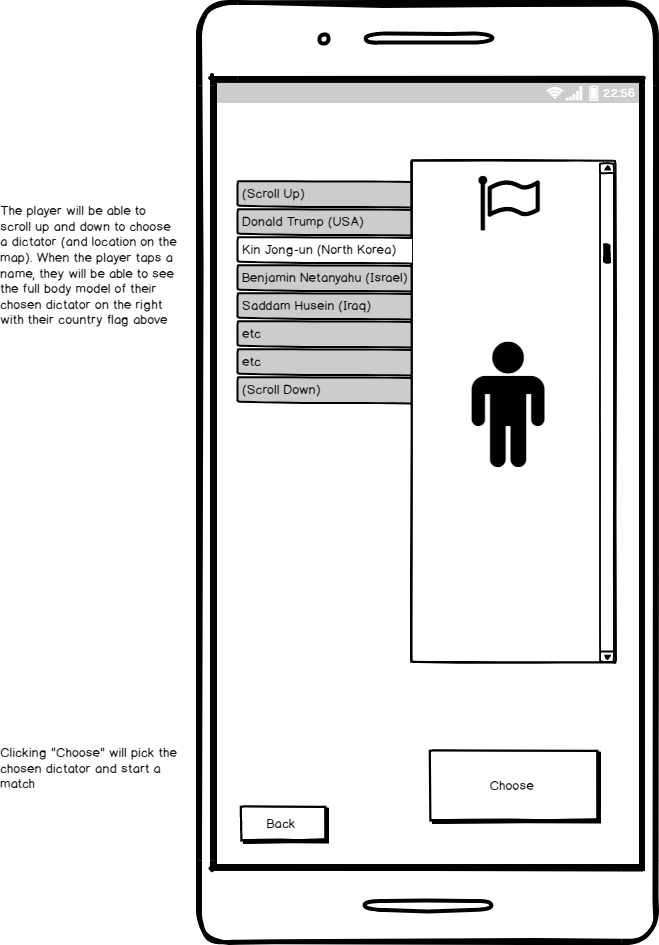 22:56
The player will be able to
scroll up and down to choose
a dictator (and location on the
map). When the player taps a
name, they will be able to see
the full body model of their
chosen dictator on the right
with their country flag above
(Scroll Up)
Donald Trump (USA)
Kin Jong-un (North Korea)
Benjamin Netanyahu (Israel)
Saddam Husein (Iraq)
etc
etc
(Scroll Down)
Clicking "Choose" will pick the
chosen dictator and start a
match
Choose
Back